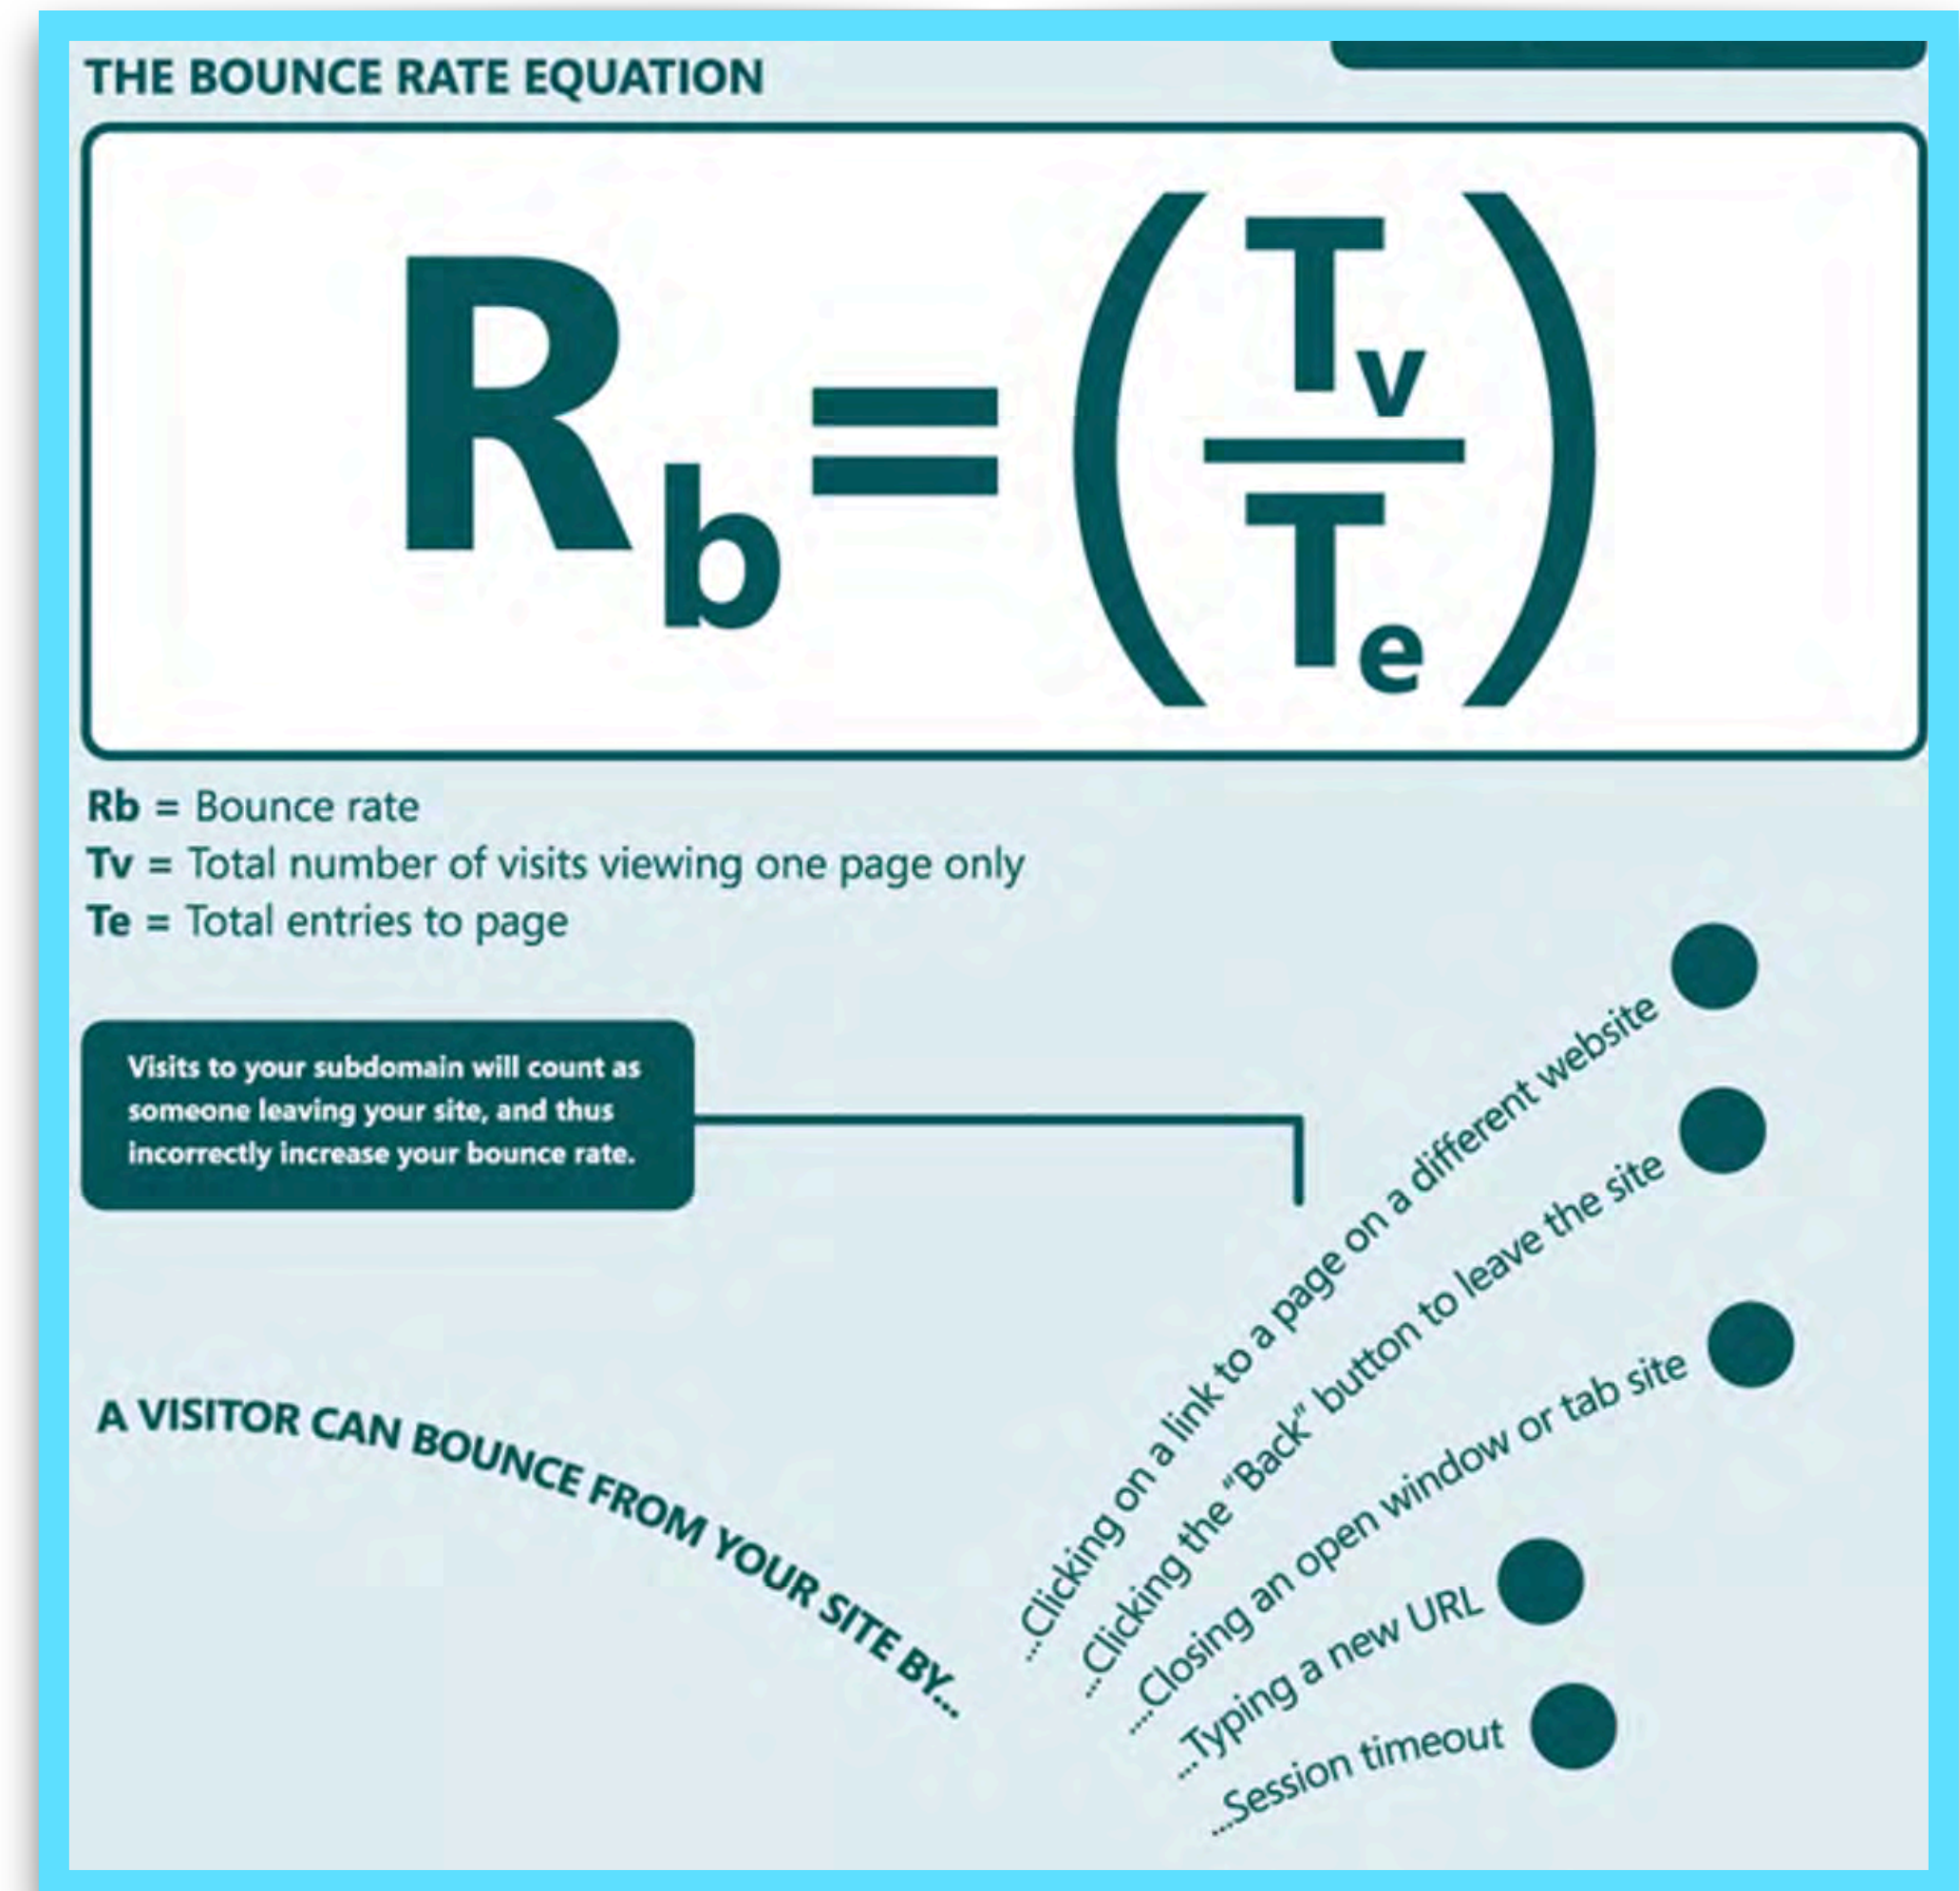 THE BOUNCE RATE EQUATION
Rb = (Tv/Te)
Rb = Bounce rate
Tv = Total number of visits viewing one page only
Te = Total entries to page
Visits to your subdomain will count as
someone leaving your site, and thus
incorrectly increase your bounce rate.
A VISITOR CAN BOUNCE FROM YOUR SITE BY...
...Clicking on a link to a page on a different website
...Clicking the "Back" button to leave the site
....Closing an open window or tab site
...Typing a new URL
...Session timeout